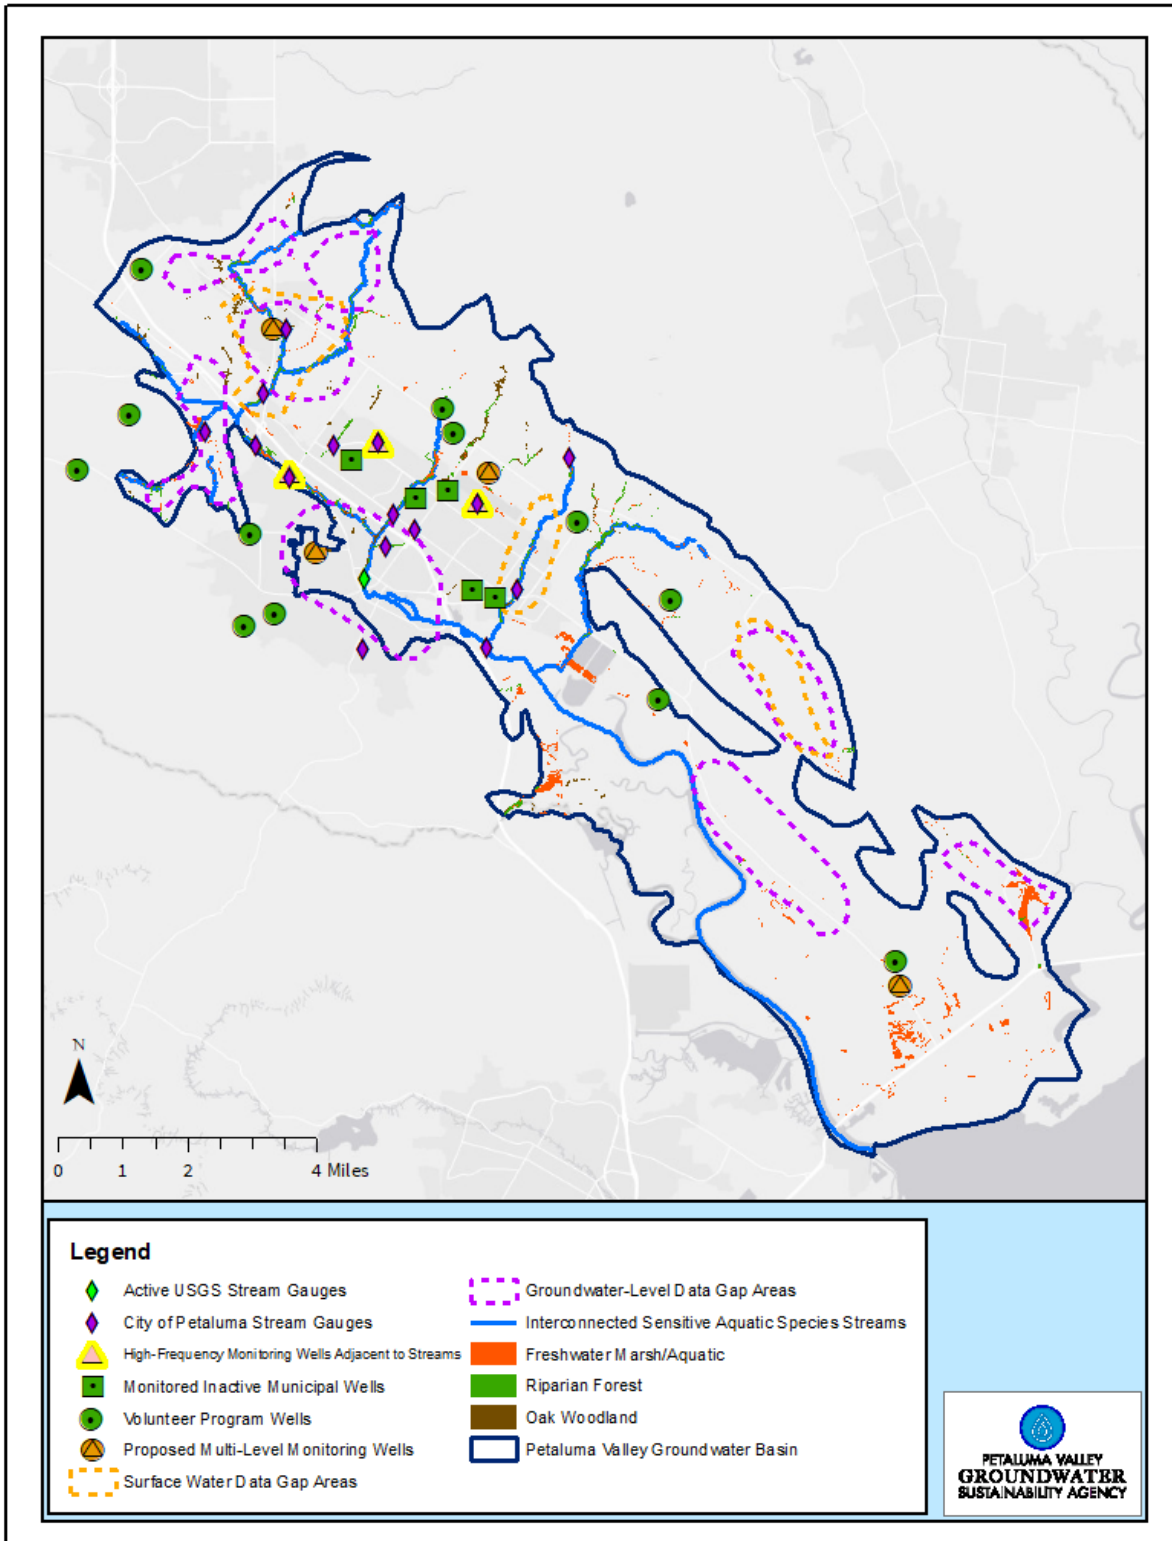 N
0 1 2 4 Miles
Legend
Active USGS Stream Gauges
City of Petaluma Stream Gauges
High-Frequency Monitoring Wells Adjacent to Streams
Monitored Inactive Municipal Wells
Volunteer Program Wells
Proposed Multi-Level Monitoring Wells
Surface Water Data Gap Areas
Groundwater-Level Data Gap Areas
Interconnected Sensitive Aquatic Species Streams
Freshwater Marsh/Aquatic
Riparian Forest
Oak Woodland
Petaluma Valley Groundwater Basin
PETALUMA VALLEY
GROUNDWATER
SUSTAINABILITY AGENCY